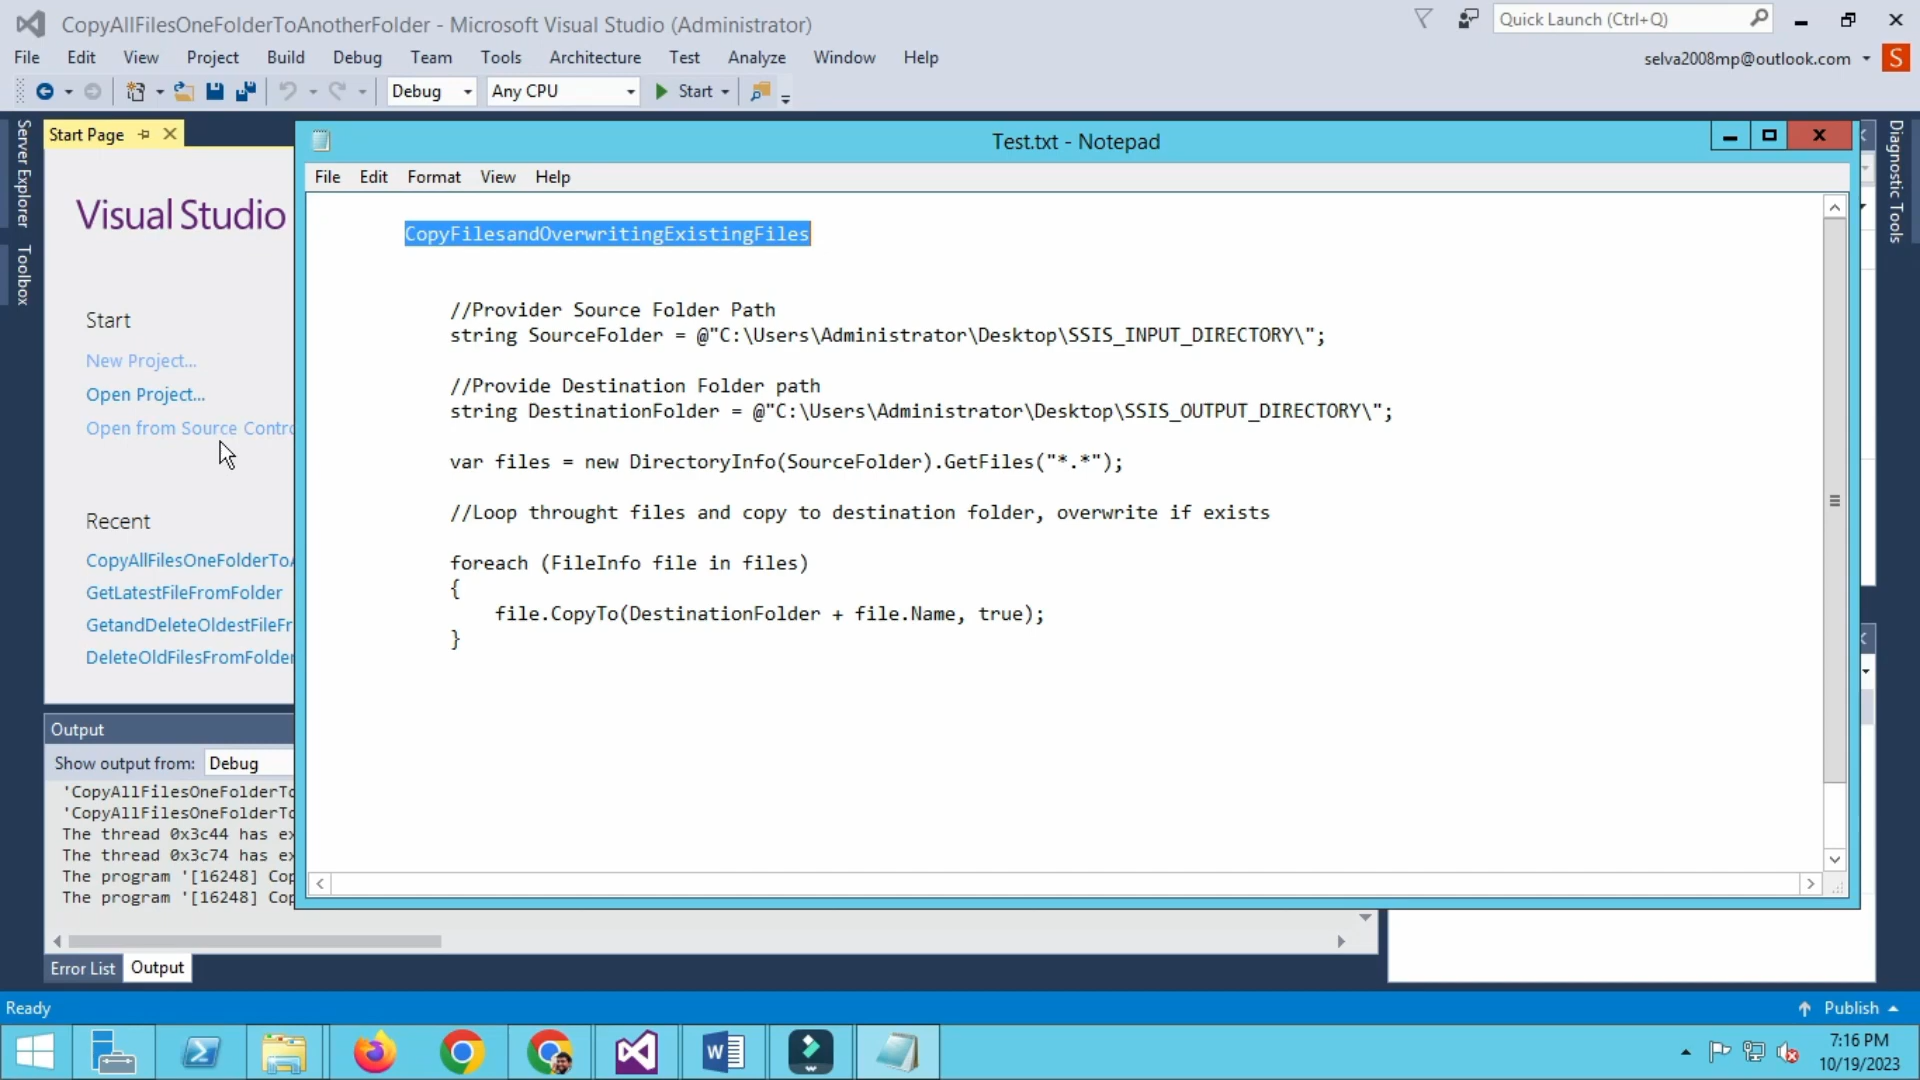 CopyAllFilesOneFolderToAnotherFolder - Microsoft Visual Studio (Administrator)
Quick Launch (Ctrl+Q)
File Edit View Project Build Debug Team Tools Architecture Test Analyze Window Help
selva2008mp@outlook.com
S
Debug Any CPU Start
Server Explorer
Toolbox
Start Page
Diagnostic Tools
Test.txt - Notepad
File Edit Format View Help
Visual Studio
Start
New Project...
Open Project...
Open from Source Contro
Recent
CopyAllFilesOneFolderToA
GetLatestFileFromFolder
GetandDeleteOldestFileFr
DeleteOldFilesFromFolder
CopyFilesandOverwritingExistingFiles
//Provider Source Folder Path
string SourceFolder = @"C:\Users\Administrator\Desktop\SSIS_INPUT_DIRECTORY\";
//Provide Destination Folder path
string DestinationFolder = @"C:\Users\Administrator\Desktop\SSIS_OUTPUT_DIRECTORY\";
var files = new DirectoryInfo(SourceFolder).GetFiles("*.*");
//Loop throught files and copy to destination folder, overwrite if exists
foreach (FileInfo file in files)
{
file.CopyTo(DestinationFolder + file.Name, true);
}
Output
Show output from: Debug
'CopyAllFilesOneFolderTo
'CopyAllFilesOneFolderTo
The thread 0x3c44 has ex
The thread 0x3c74 has ex
The program '[16248] Cop
The program '[16248] Cop
Error List Output
Ready
Publish
7:16 PM
10/19/2023